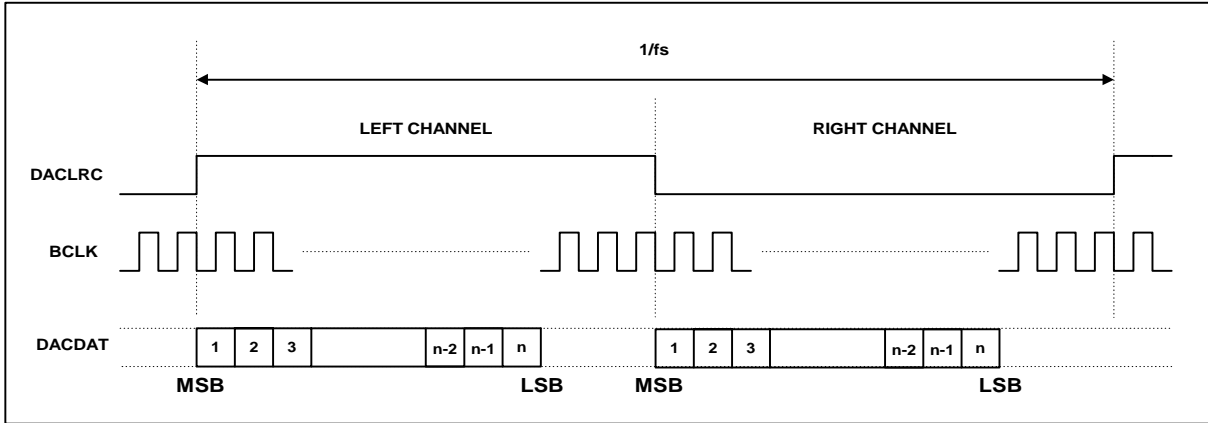 1/fs
LEFT CHANNEL RIGHT CHANNEL
DACLRC
BCLK
DACDAT 1 2 3 n-2 n-1 n 1 2 3 n-2 n-1 n
MSB LSB MSB LSB